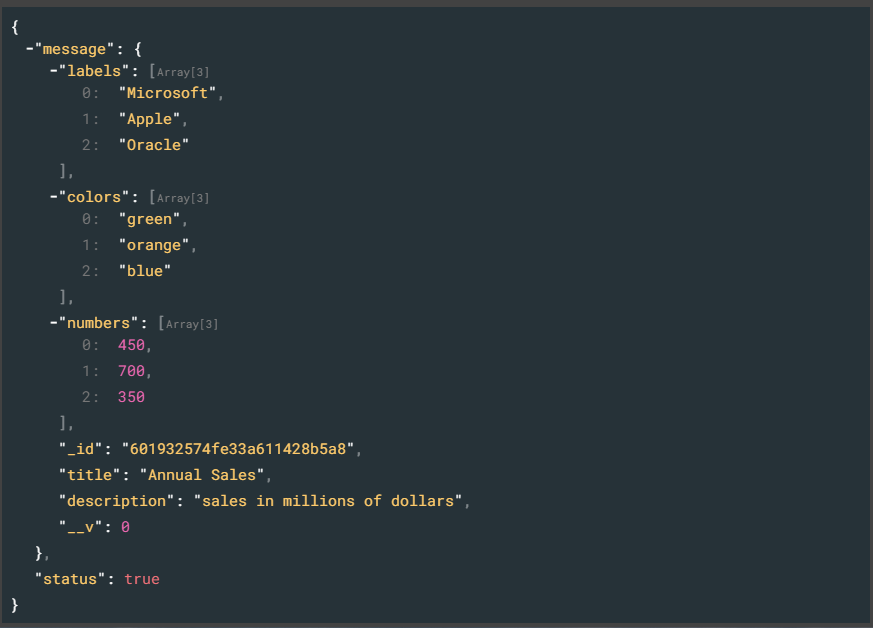 {
-"message": {
-"labels": [Array[3]
0: "Microsoft",
1: "Apple",
2: "Oracle"
],
-"colors": [Array[3]
0: "green",
1: "orange",
2: "blue"
],
-"numbers": [Array[3]
0: 450,
1: 700,
2: 350
],
"_id": "601932574fe33a611428b5a8",
"title": "Annual Sales",
"description": "sales in millions of dollars",
"__v": 0
},
"status": true
}